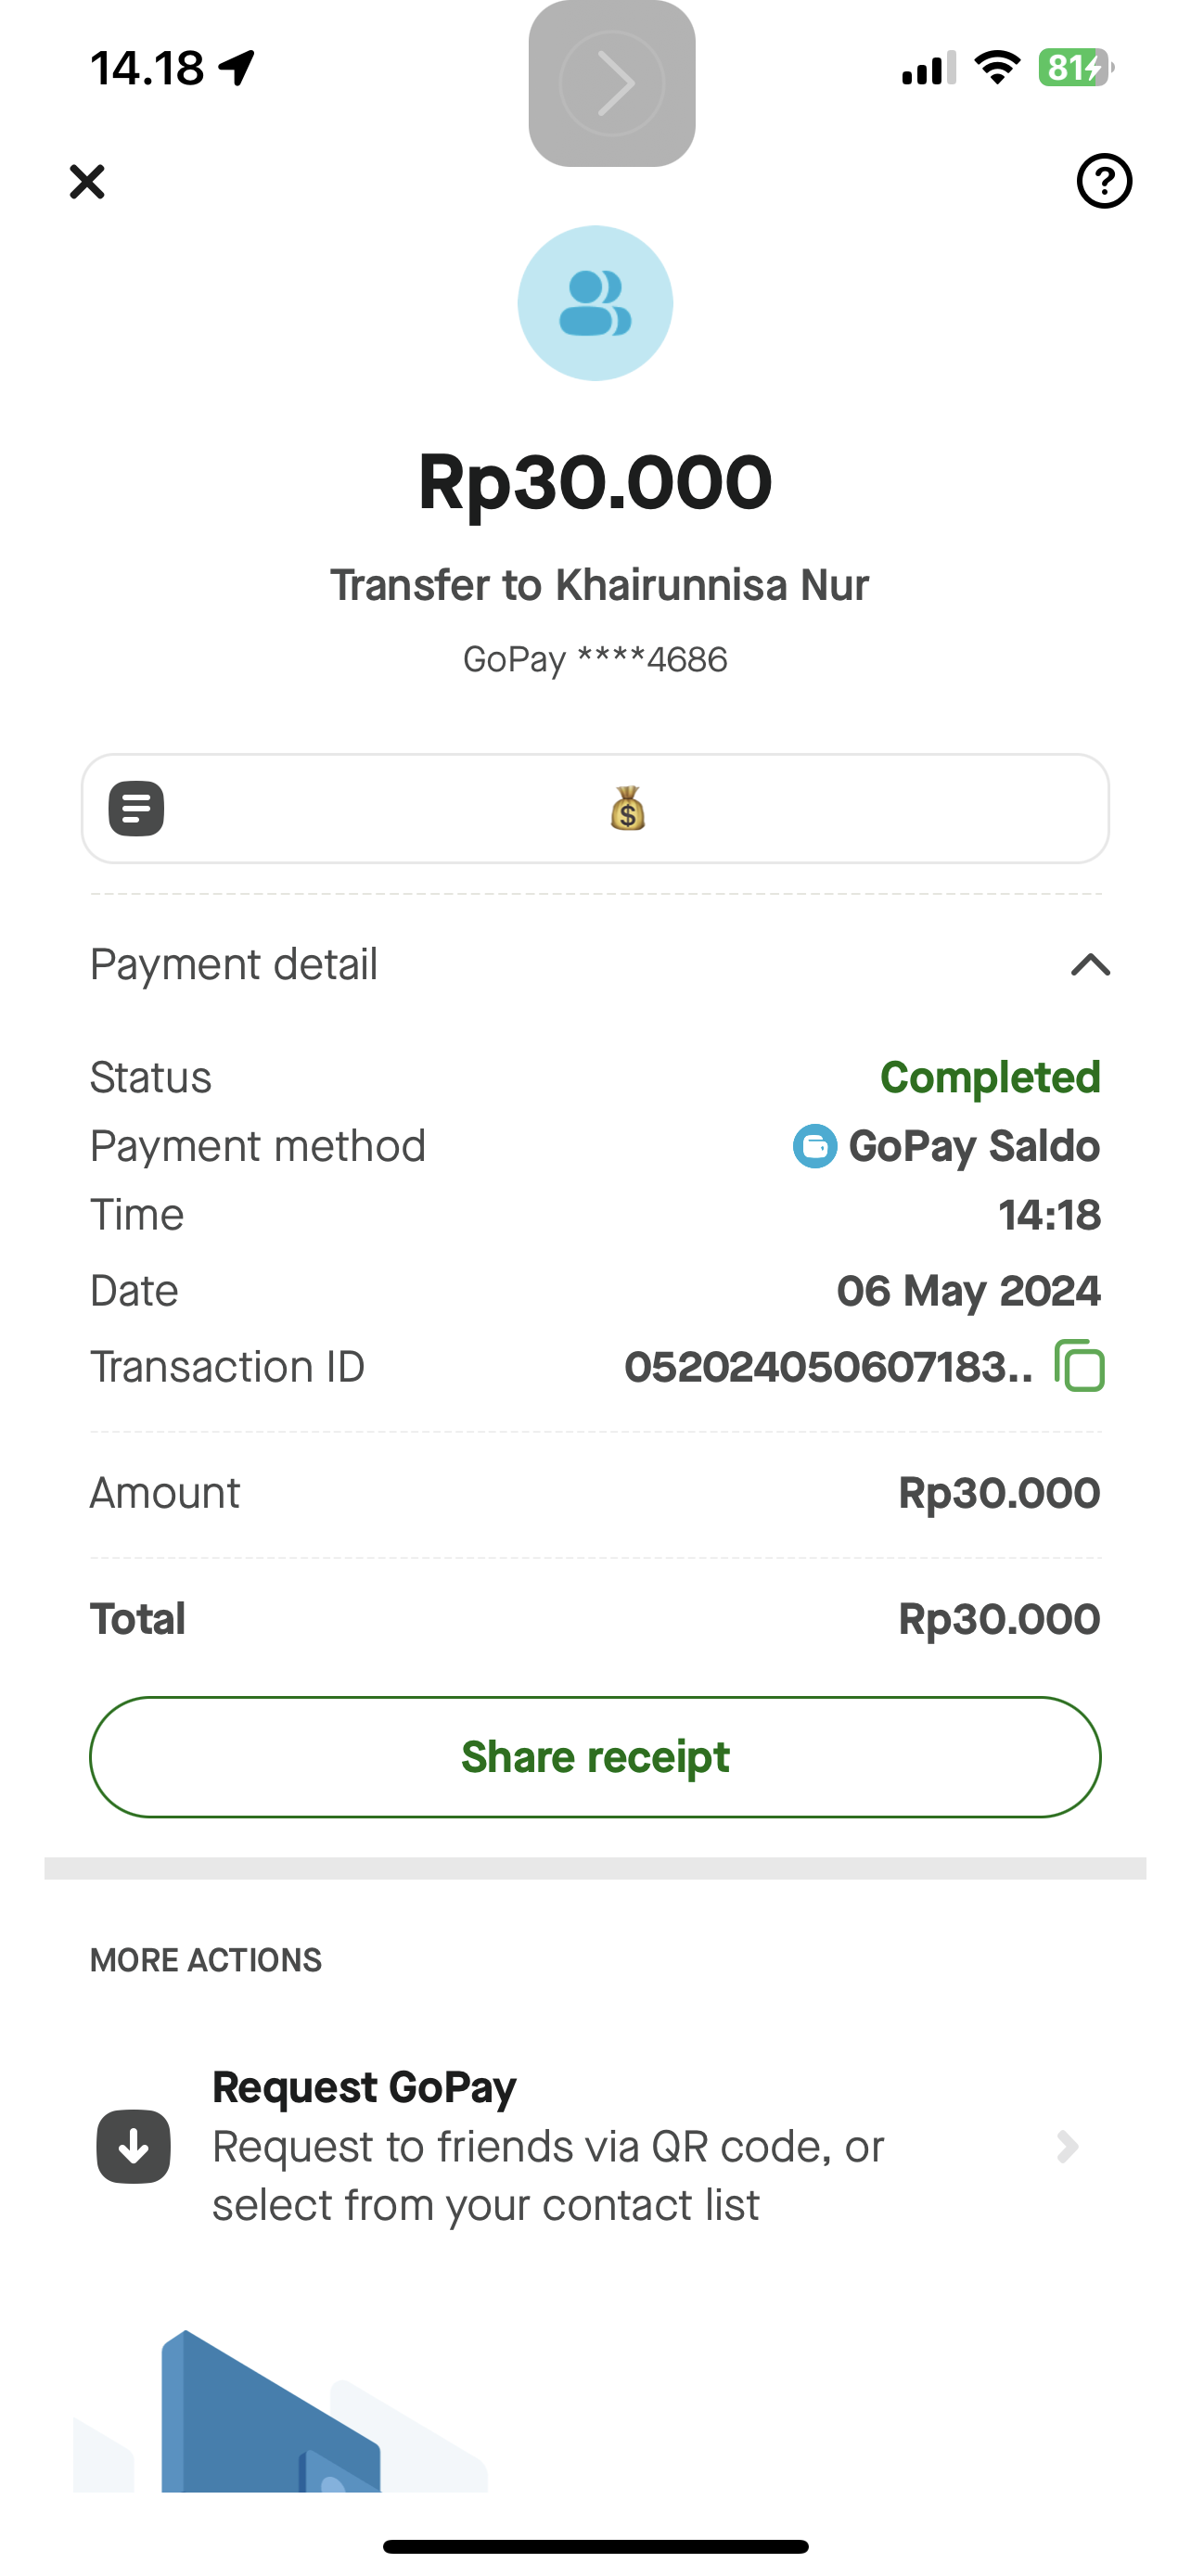 14.18
81
Rp30.000
Transfer to Khairunnisa Nur
GoPay ****4686
Payment detail
Status Completed
Payment method GoPay Saldo
Time 14:18
Date 06 May 2024
Transaction ID 052024050607183..
Amount Rp30.000
Total Rp30.000
Share receipt
MORE ACTIONS
Request GoPay
Request to friends via QR code, or
select from your contact list